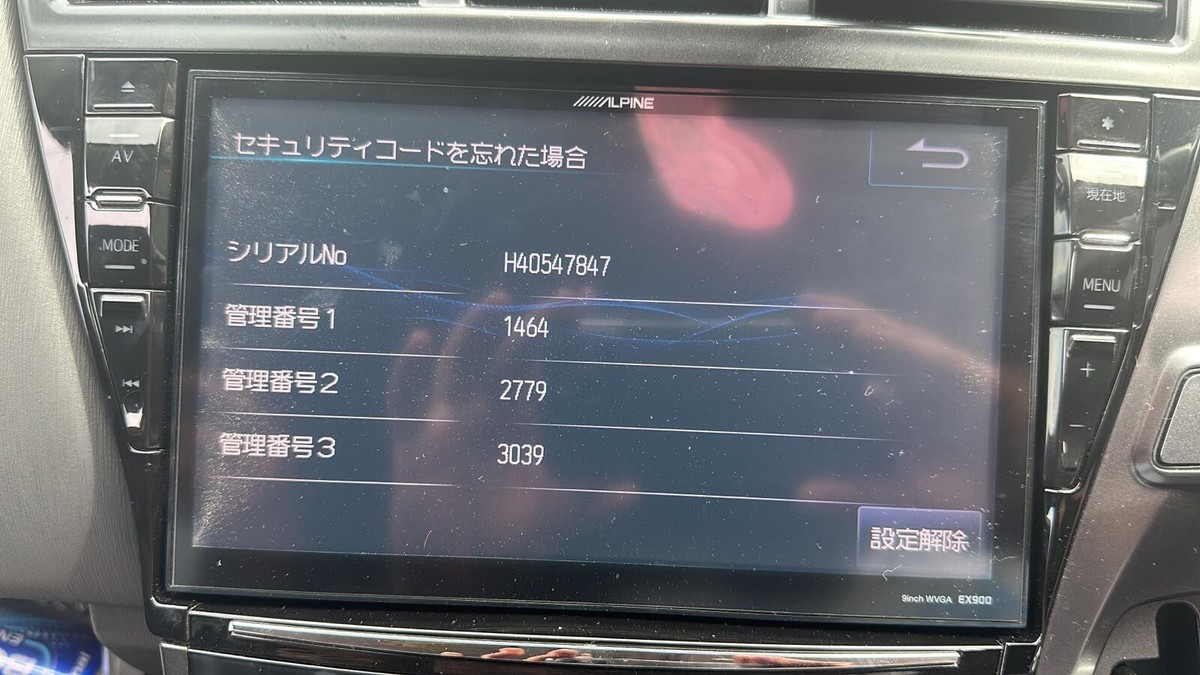 ALPINE
セキュリティコードを忘れた場合
シリアルNo H40547847
管理番号1 1464
管理番号2 2779
管理番号3 3039
設定解除
9inch WVGA EX900
AV
MODE
現在地
MENU